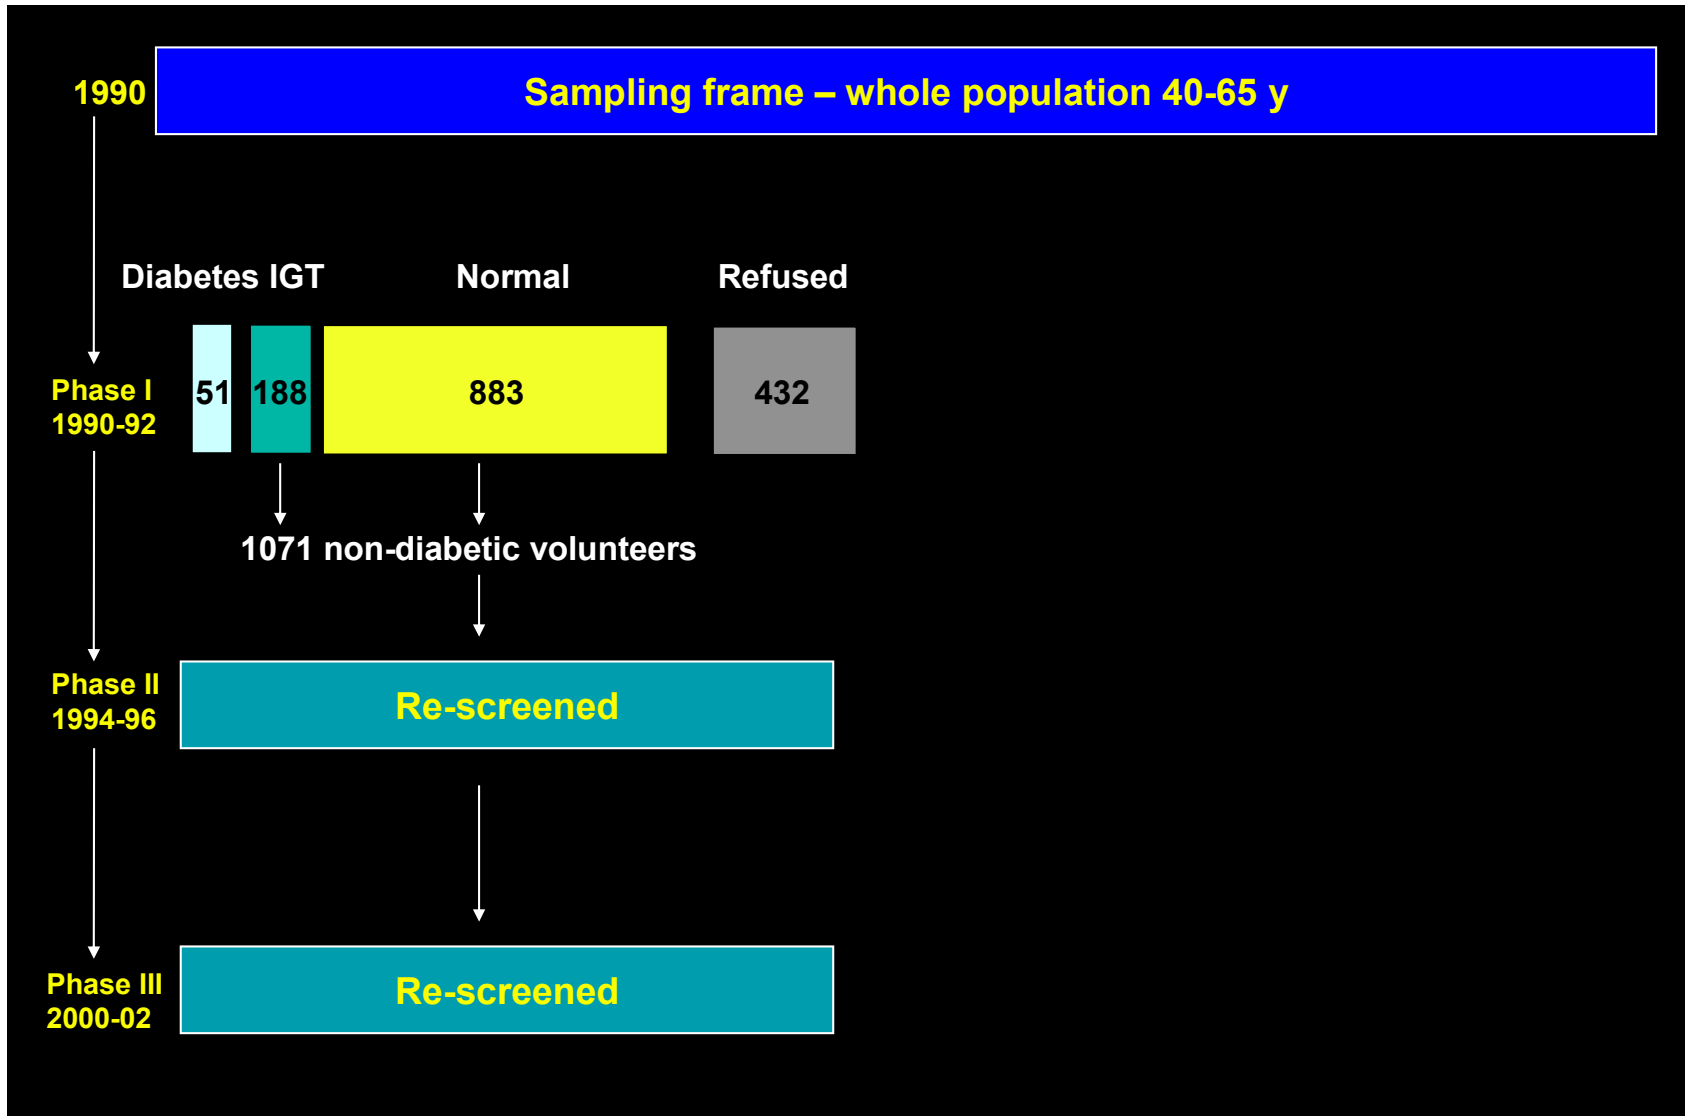 1990
Sampling frame – whole population 40-65 y
Diabetes IGT
Normal
Refused
Phase I
1990-92
51
188
883
432
1071 non-diabetic volunteers
Phase II
1994-96
Re-screened
Phase III
2000-02
Re-screened